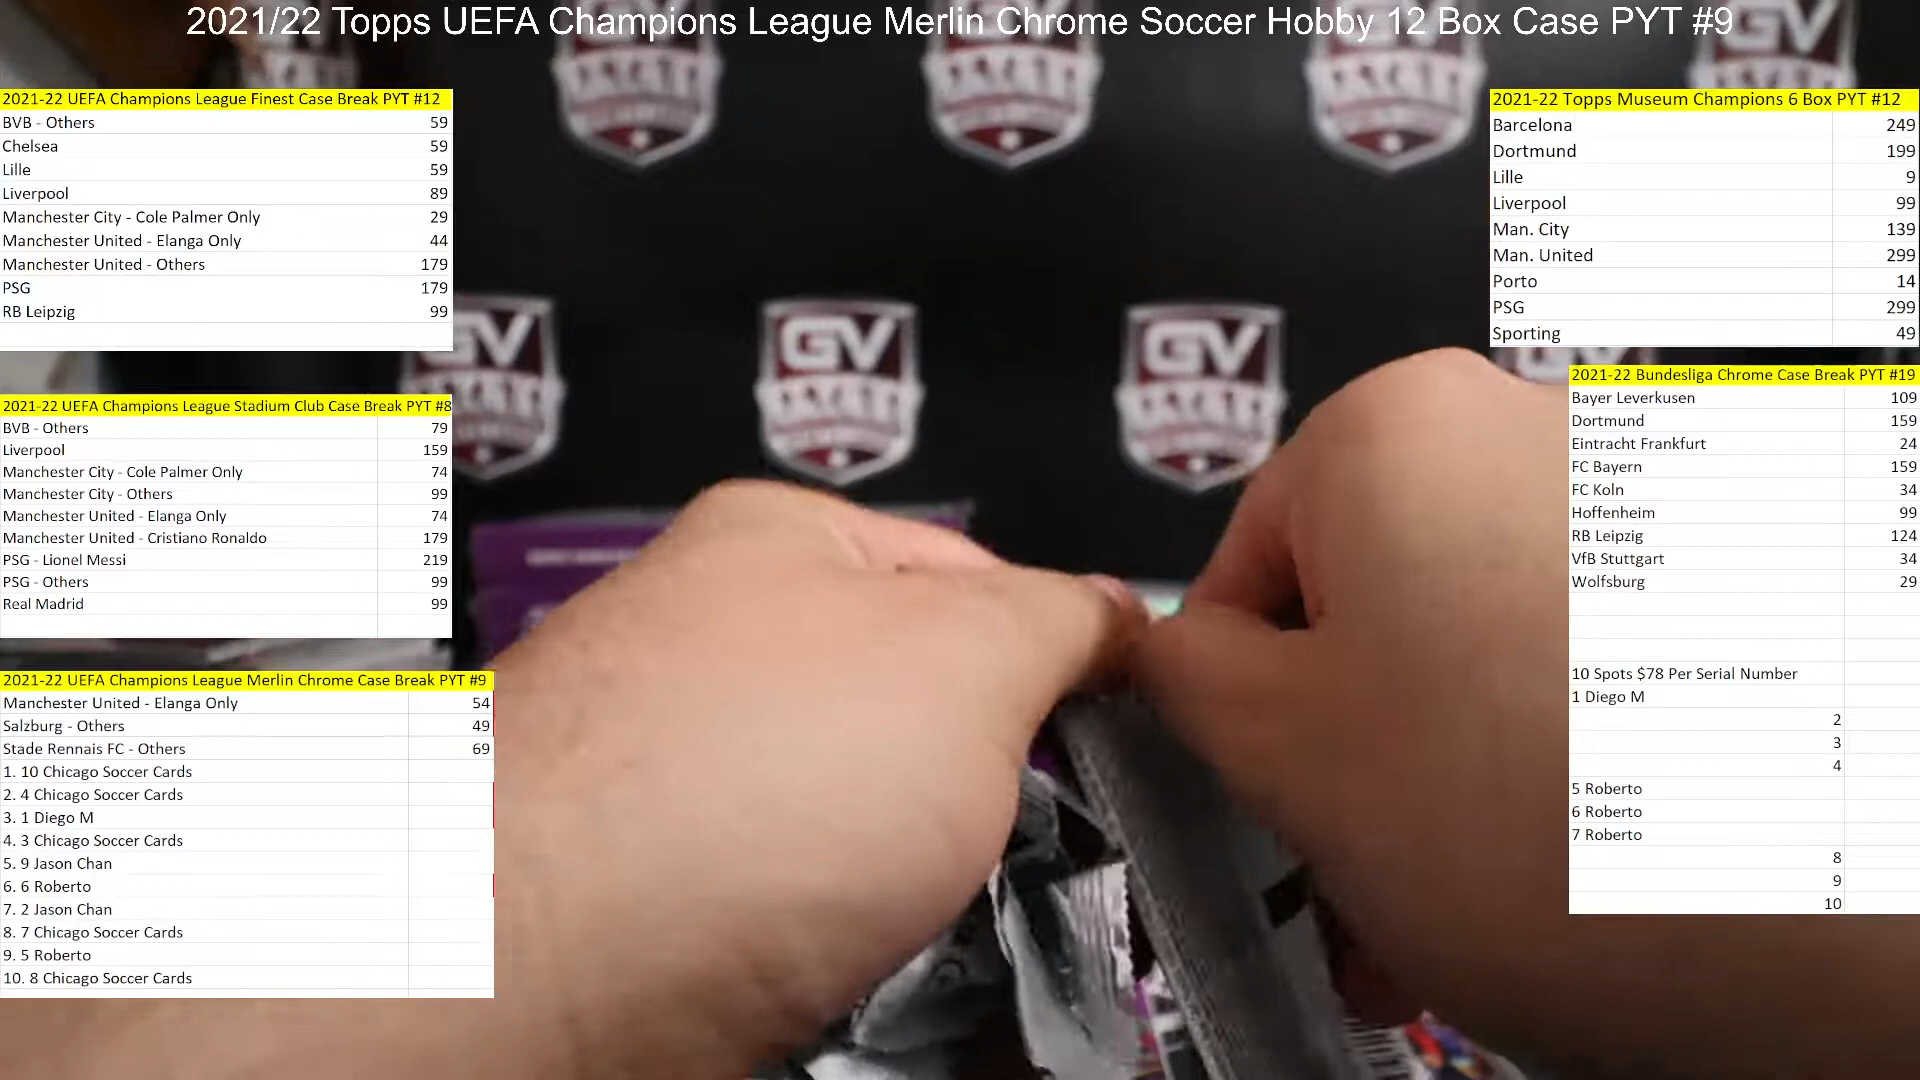 2021/22 Topps UEFA Champions League Merlin Chrome Soccer Hobby 12 Box Case PYT #9
2021-22 UEFA Champions League Finest Case Break PYT #12
BVB - Others 59
Chelsea 59
Lille 59
Liverpool 89
Manchester City - Cole Palmer Only 29
Manchester United - Elanga Only 44
Manchester United - Others 179
PSG 179
RB Leipzig 99
2021-22 UEFA Champions League Stadium Club Case Break PYT #8
BVB - Others 79
Liverpool 159
Manchester City - Cole Palmer Only 74
Manchester City - Others 99
Manchester United - Elanga Only 74
Manchester United - Cristiano Ronaldo 179
PSG - Lionel Messi 219
PSG - Others 99
Real Madrid 99
2021-22 UEFA Champions League Merlin Chrome Case Break PYT #9
Manchester United - Elanga Only 54
Salzburg - Others 49
Stade Rennais FC - Others 69
1. 10 Chicago Soccer Cards
2. 4 Chicago Soccer Cards
3. 1 Diego M
4. 3 Chicago Soccer Cards
5. 9 Jason Chan
6. 6 Roberto
7. 2 Jason Chan
8. 7 Chicago Soccer Cards
9. 5 Roberto
10. 8 Chicago Soccer Cards
2021-22 Topps Museum Champions 6 Box PYT #12
Barcelona 249
Dortmund 199
Lille 9
Liverpool 99
Man. City 139
Man. United 299
Porto 14
PSG 299
Sporting 49
2021-22 Bundesliga Chrome Case Break PYT #19
Bayer Leverkusen 109
Dortmund 159
Eintracht Frankfurt 24
FC Bayern 159
FC Koln 34
Hoffenheim 99
RB Leipzig 124
VfB Stuttgart 34
Wolfsburg 29
10 Spots $78 Per Serial Number
1 Diego M
2
3
4
5 Roberto
6 Roberto
7 Roberto
8
9
10
GV
GV
GV
GV
GV
GV
GV